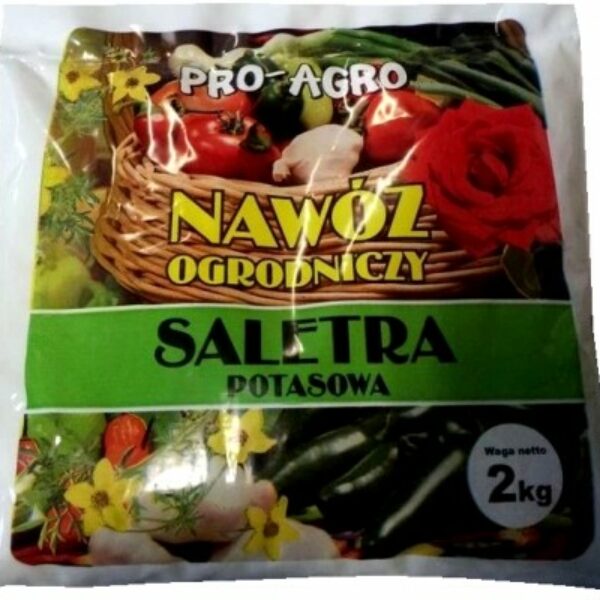 PRO-AGRO
NAWÓZ
OGRODNICZY
SALETRA
POTASOWA
Waga netto
2kg